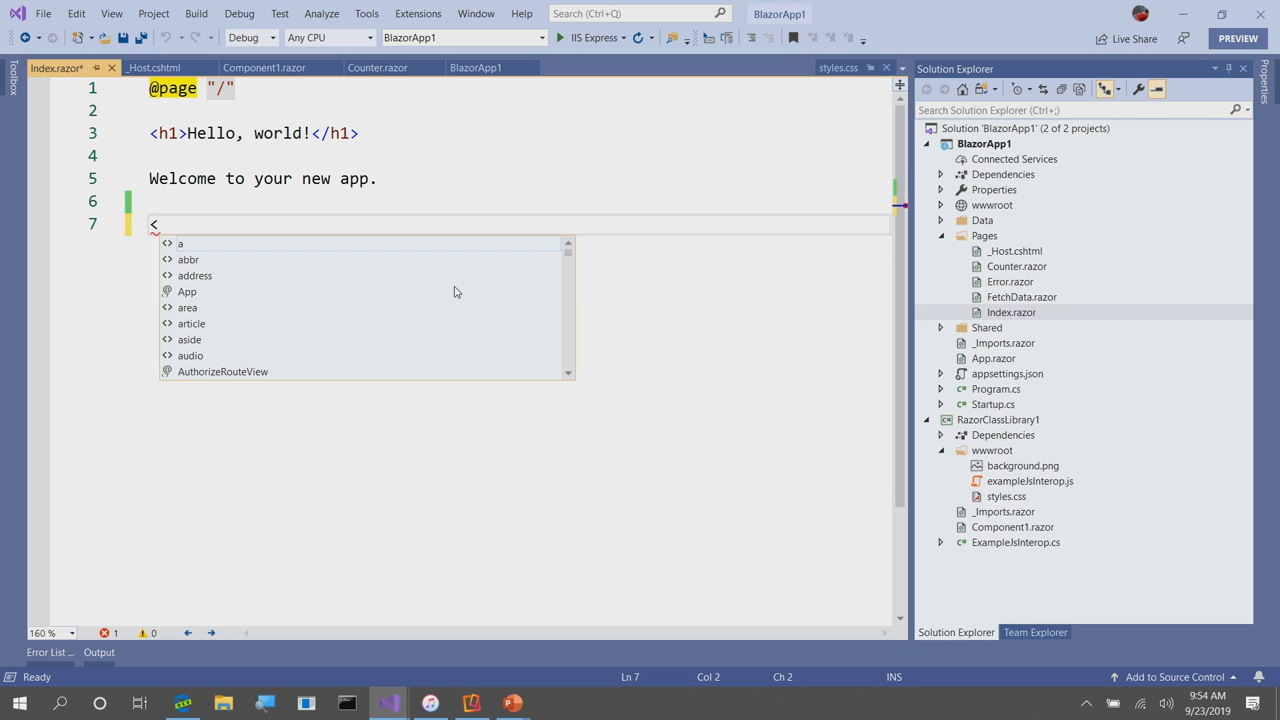 File Edit View Project Build Debug Test Analyze Tools Extensions Window Help Search (Ctrl+Q) BlazorApp1
Debug Any CPU BlazorApp1 IIS Express Live Share PREVIEW
Index.razor* _Host.cshtml Component1.razor Counter.razor BlazorApp1 styles.css
Toolbox
1 @page "/"
2
3 <h1>Hello, world!</h1>
4
5 Welcome to your new app.
6
7 <
<> a
<> abbr
<> address
@ App
<> area
<> article
<> aside
<> audio
@ AuthorizeRouteView
160 % 1 0
Solution Explorer
Search Solution Explorer (Ctrl+;)
Solution 'BlazorApp1' (2 of 2 projects)
BlazorApp1
Connected Services
Dependencies
Properties
wwwroot
Data
Pages
_Host.cshtml
Counter.razor
Error.razor
FetchData.razor
Index.razor
Shared
_Imports.razor
App.razor
appsettings.json
Program.cs
Startup.cs
RazorClassLibrary1
Dependencies
wwwroot
background.png
exampleJsInterop.js
styles.css
_Imports.razor
Component1.razor
ExampleJsInterop.cs
Solution Explorer Team Explorer
Properties
Error List ... Output
Ready Ln 7 Col 2 Ch 2 INS Add to Source Control
9:54 AM
9/23/2019